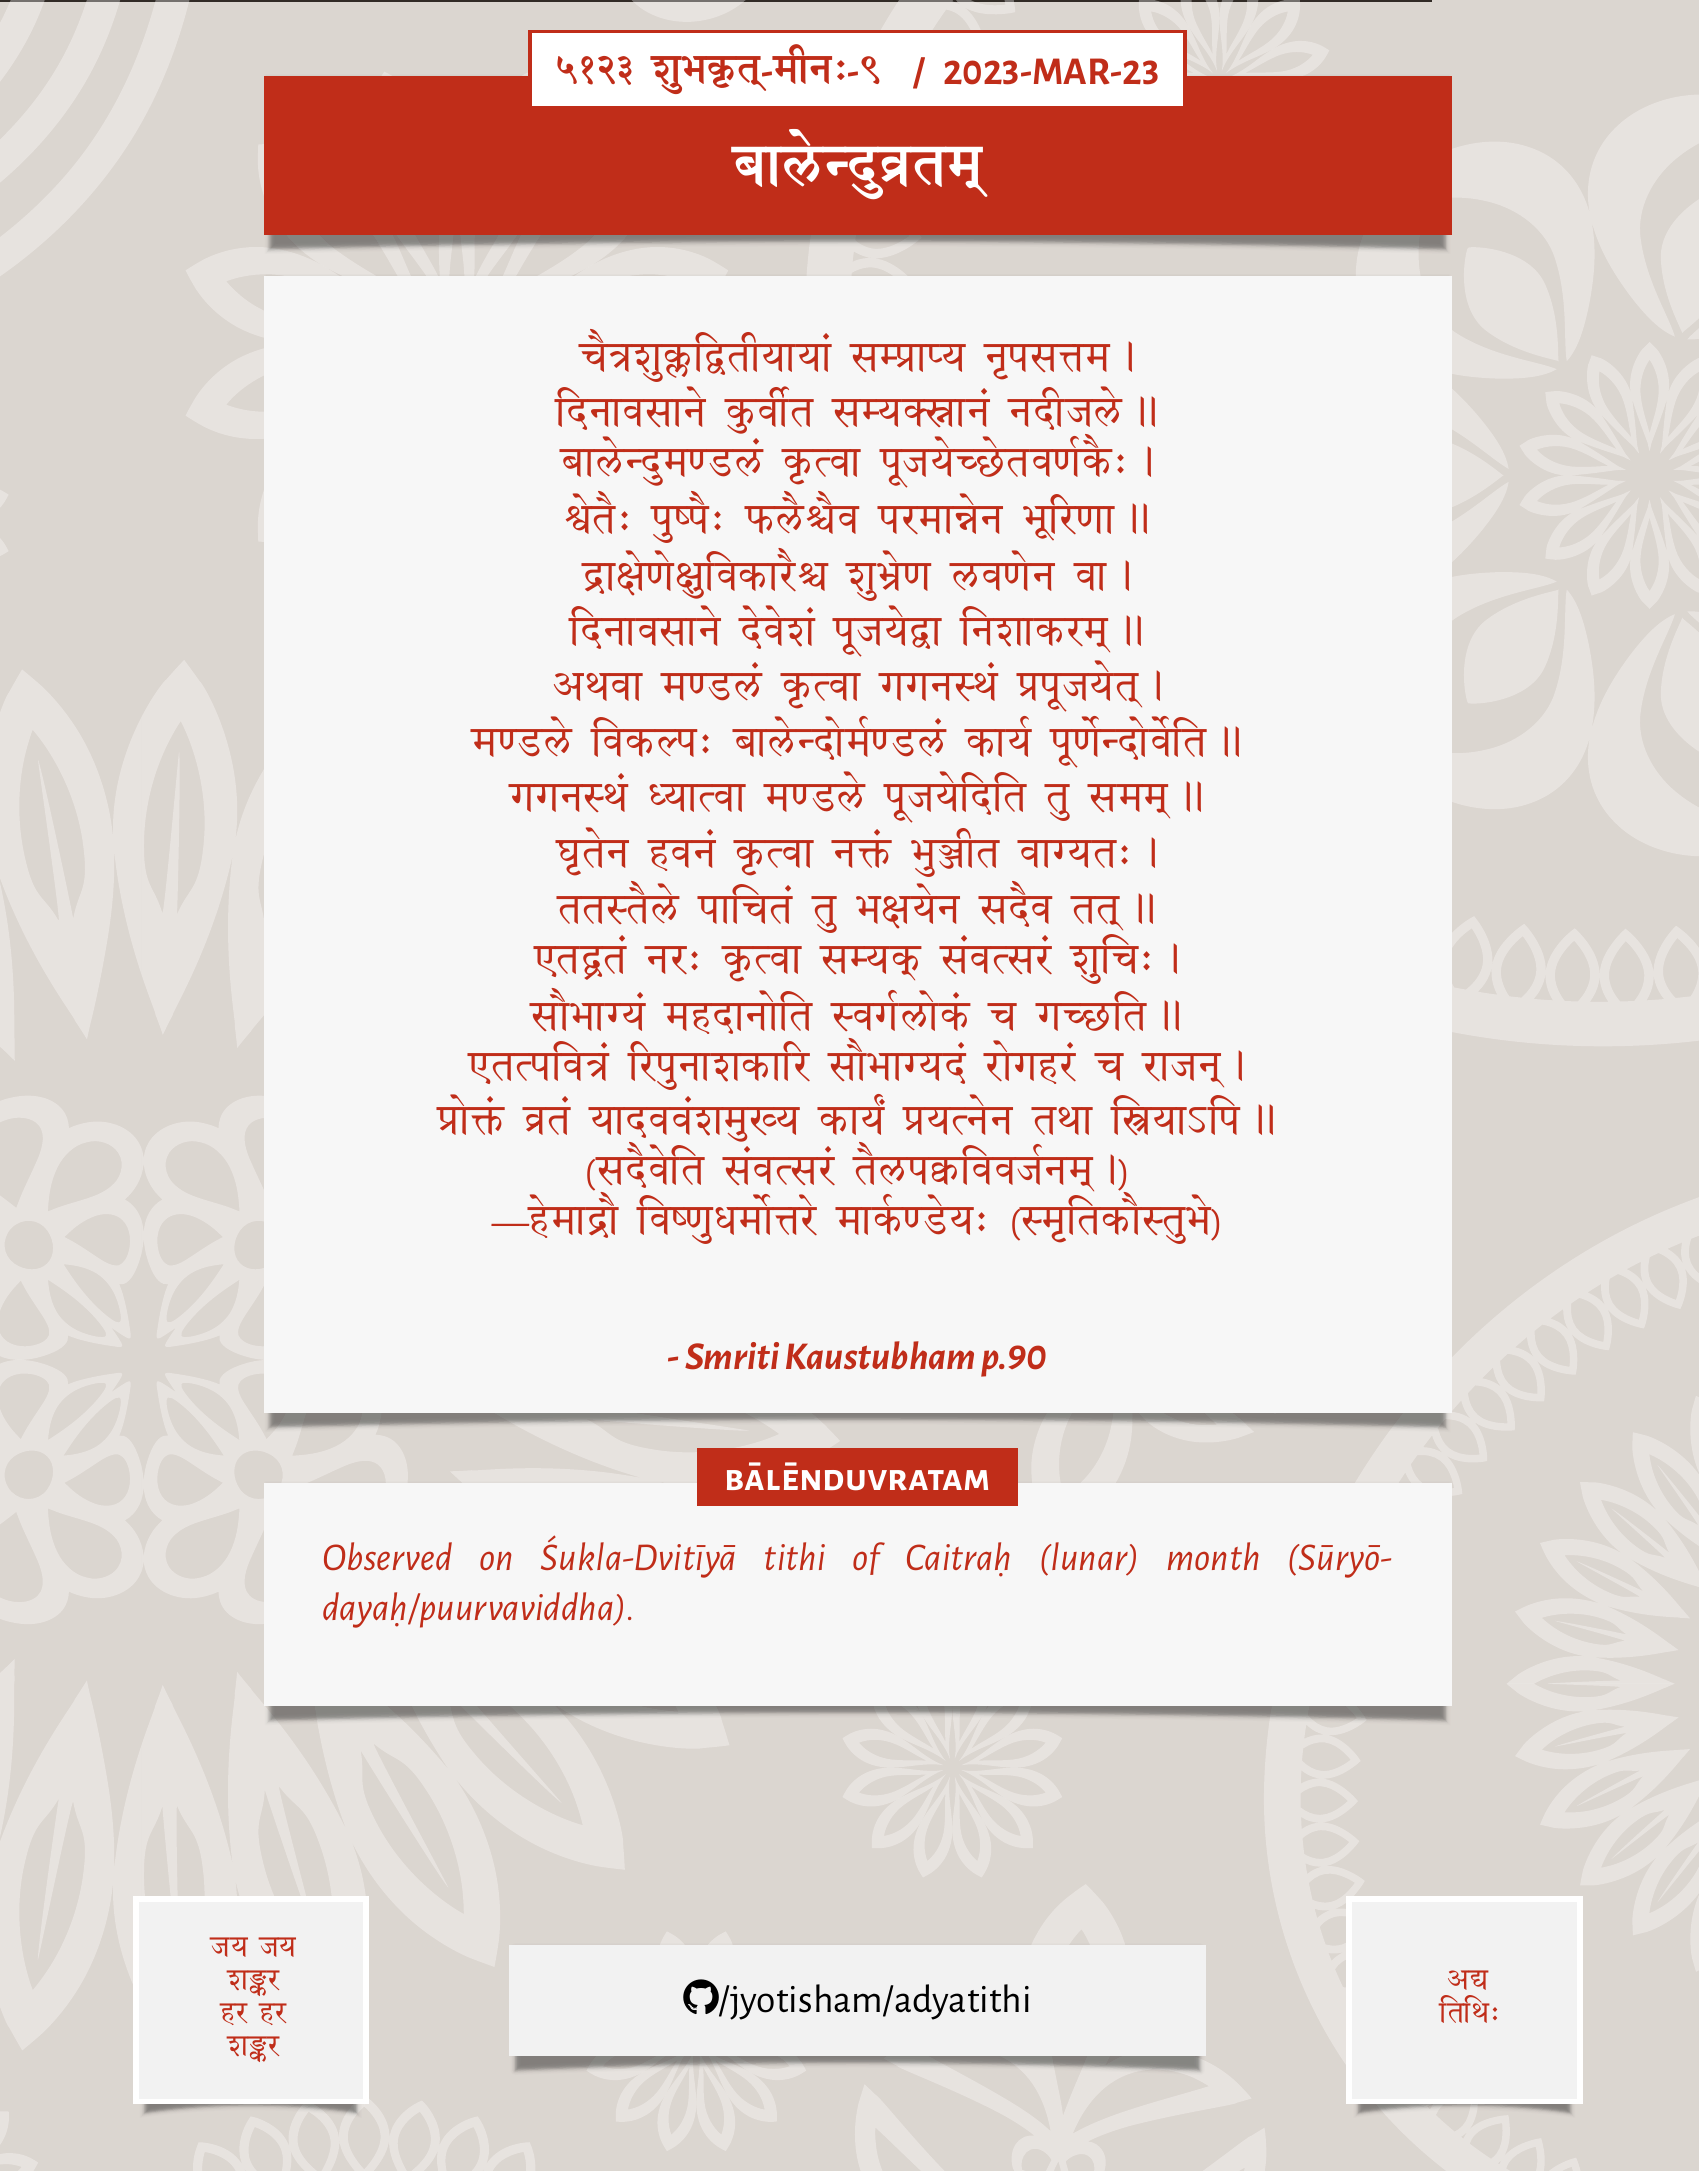 ५१२३ शुभकृत्-मीनः-९ / 2023-MAR-23
बालेन्दुव्रतम्
चैत्रशुक्लद्वितीयायां सम्प्राप्य नृपसत्तम।
दिनावसाने कुर्वीत सम्यक्स्नानं नदीजले॥
बालेन्दुमण्डलं कृत्वा पूजयेच्छेतवर्णकैः।
श्वेतैः पुष्पैः फलैश्चैव परमान्नेन भूरिणा॥
द्राक्षेणेक्षुविकारैश्च शुभ्रेण लवणेन वा।
दिनावसाने देवेशं पूजयेद्वा निशाकरम्॥
अथवा मण्डलं कृत्वा गगनस्थं प्रपूजयेत्।
मण्डले विकल्पः बालेन्दोर्मण्डलं कार्य पूर्णेन्दोर्वेति॥
गगनस्थं ध्यात्वा मण्डले पूजयेदिति तु समम्॥
घृतेन हवनं कृत्वा नक्तं भुञ्जीत वाग्यतः।
ततस्तैले पाचितं तु भक्षयेन सदैव तत्॥
एतद्व्रतं नरः कृत्वा सम्यक् संवत्सरं शुचिः।
सौभाग्यं महदानोति स्वर्गलोकं च गच्छति॥
एतत्पवित्रं रिपुनाशकारि सौभाग्यदं रोगहरं च राजन्।
प्रोक्तं व्रतं यादववंशमुख्य कार्यं प्रयत्नेन तथा स्त्रियाऽपि॥
(सदैवेति संवत्सरं तैलपक्वविवर्जनम्।)
—हेमाद्रौ विष्णुधर्मोत्तरे मार्कण्डेयः (स्मृतिकौस्तुभे)
- Smriti Kaustubham p.90
BĀLĒNDUVRATAM
Observed on Śukla-Dvitīyā tithi of Caitraḥ (lunar) month (Sūryō-
dayaḥ/puurvaviddha).
जय जय
शङ्कर
हर हर
शङ्कर
/jyotisham/adyatithi
अद्य
तिथिः